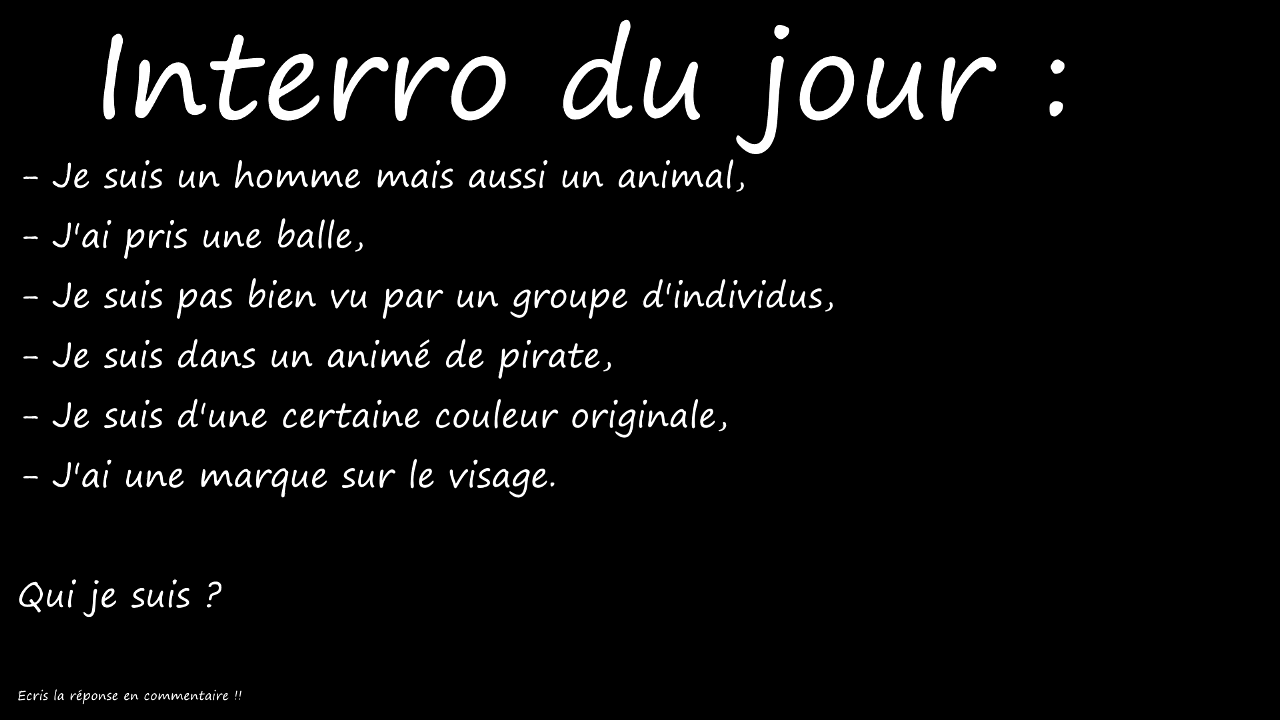 Interro du jour :
- Je suis un homme mais aussi un animal,
- J'ai pris une balle,
- Je suis pas bien vu par un groupe d'individus,
- Je suis dans un animé de pirate,
- Je suis d'une certaine couleur originale,
- J'ai une marque sur le visage.
Qui je suis ?
Ecris la réponse en commentaire !!